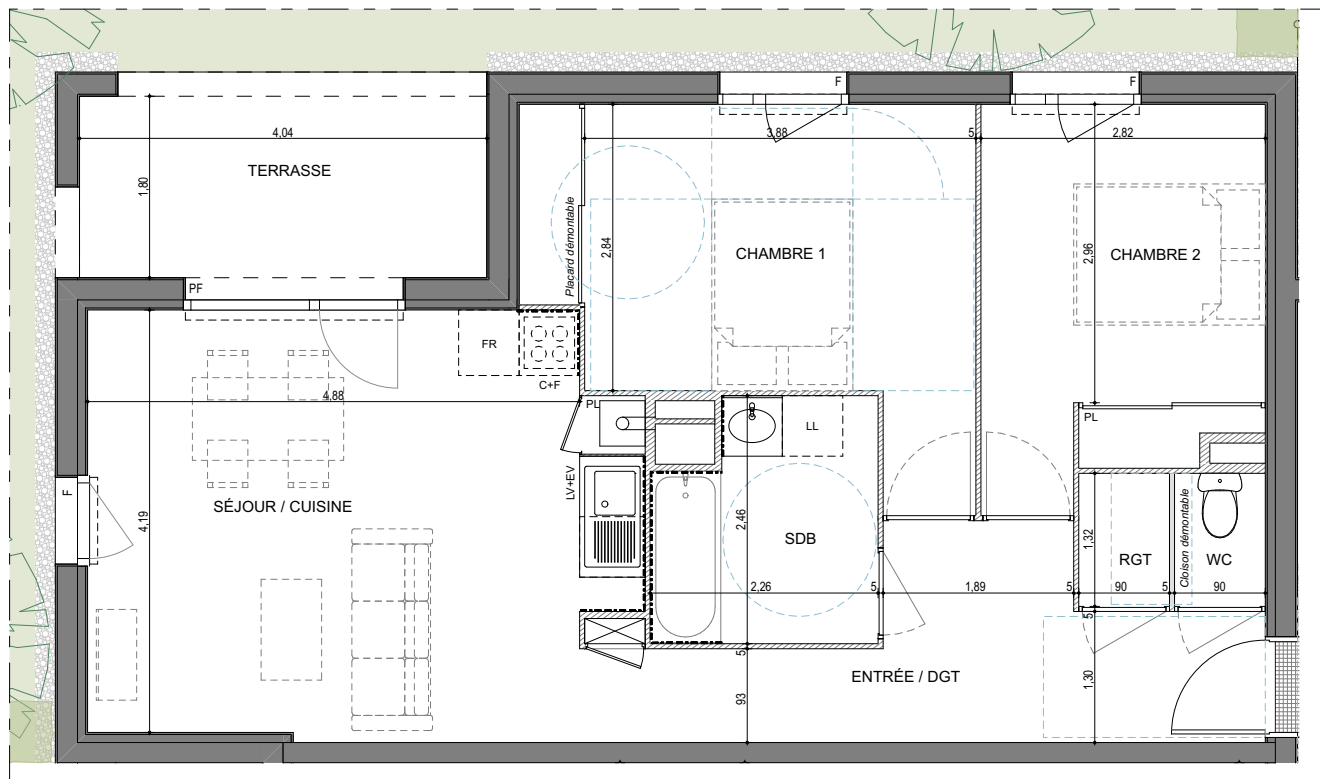 F
F
4,04
3,88
5
2,82
TERRASSE
1,80
Placard démontable
2,84
CHAMBRE 1
2,96
CHAMBRE 2
PF
FR
C+F
4,88
PL
LL
PL
F
LV+EV
SÉJOUR / CUISINE
4,19
2,46
SDB
1,32
RGT
Cloison démontable
WC
2,26
5
1,89
5
90
5
90
5
5
ENTRÉE / DGT
93
1,30